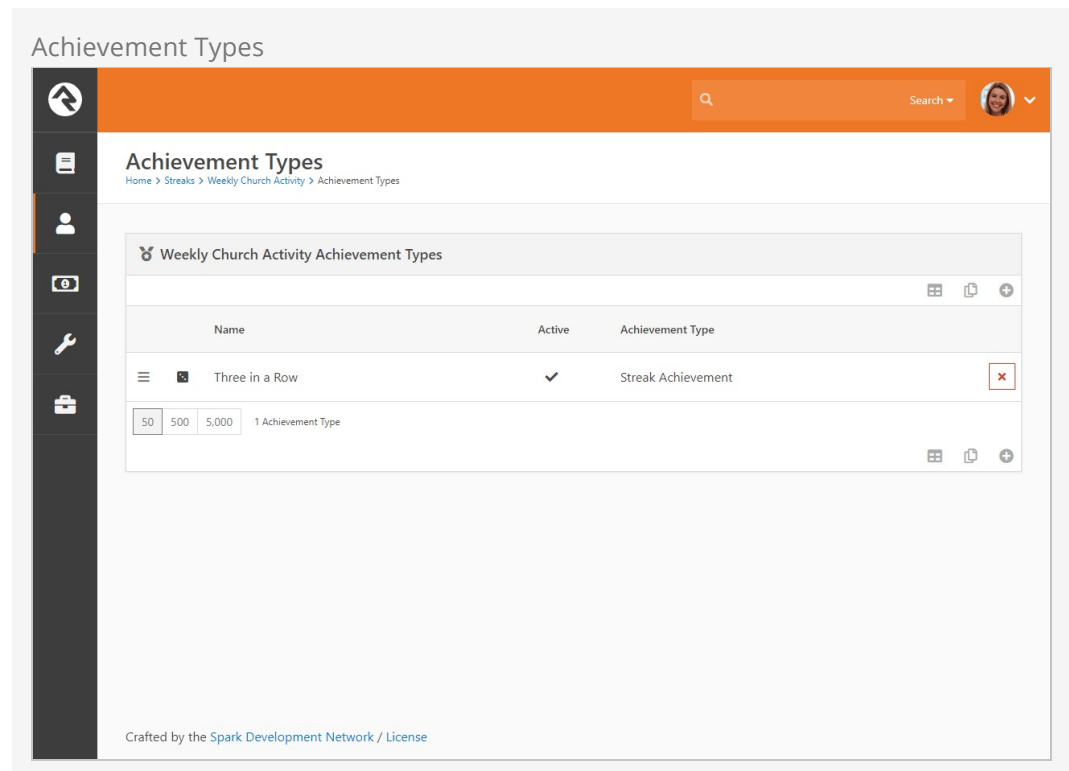 Achievement Types
Search
Achievement Types
Home > Streaks > Weekly Church Activity > Achievement Types
Weekly Church Activity Achievement Types
Name Active Achievement Type
Three in a Row Streak Achievement
50 500 5,000 1 Achievement Type
Crafted by the Spark Development Network / License